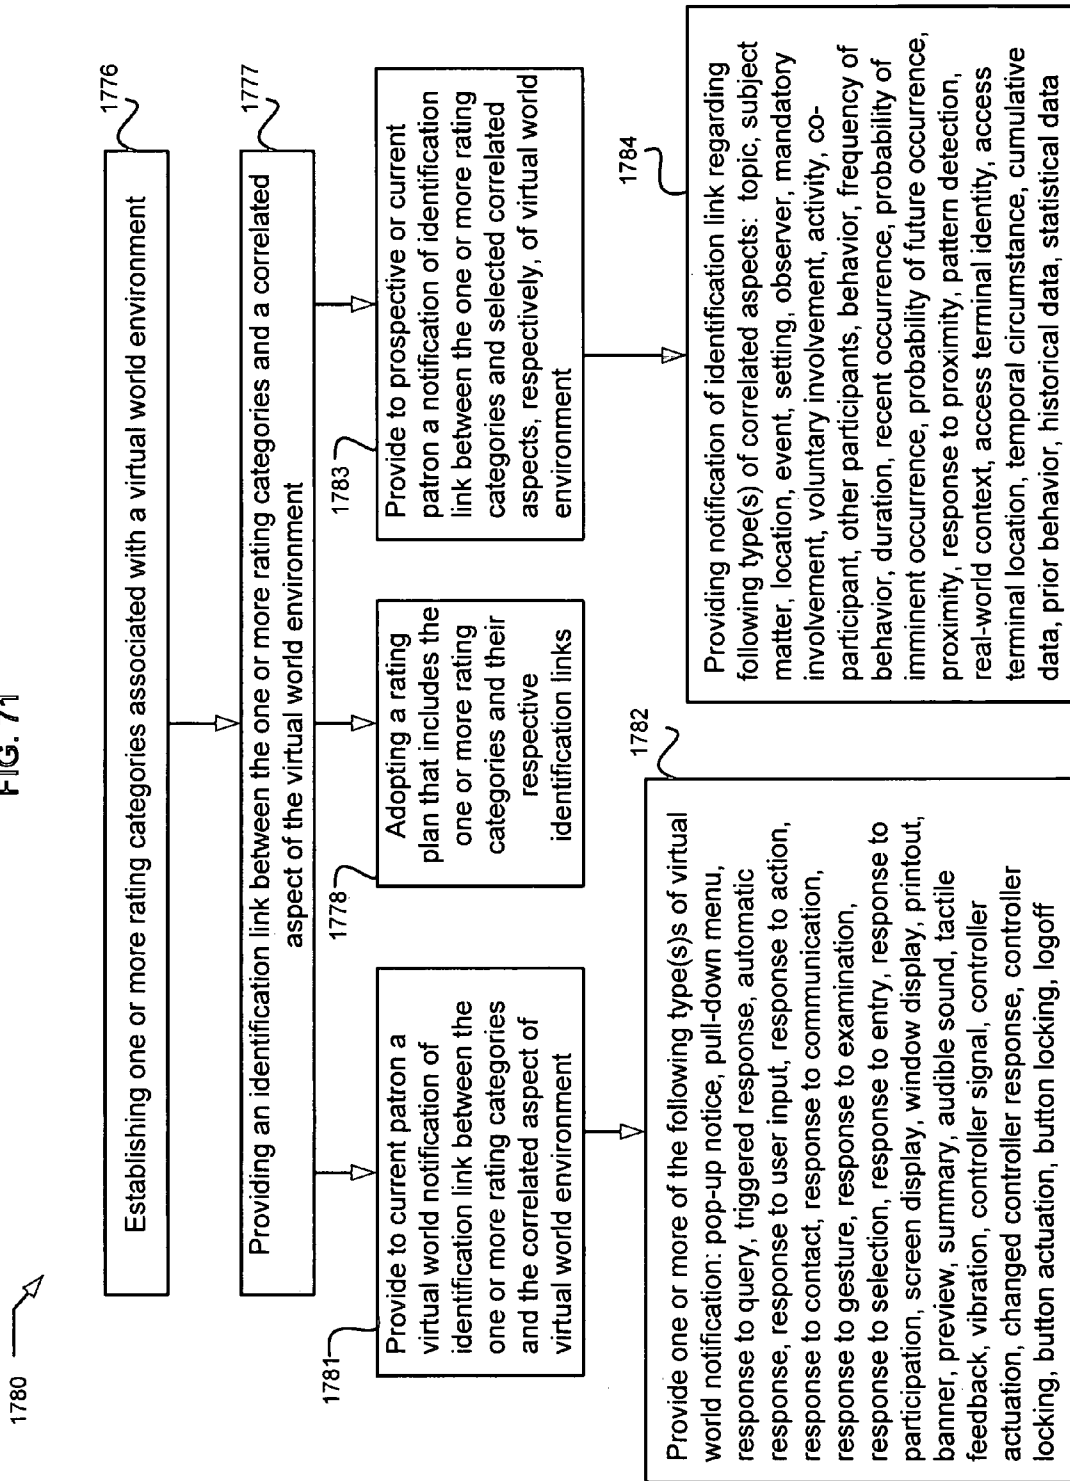 FIG. 71
1780
1776
Establishing one or more rating categories associated with a virtual world environment
1777
Providing an identification link between the one or more rating categories and a correlated
aspect of the virtual world environment
1781
Provide to current patron a
virtual world notification of
identification link between the
one or more rating categories
and the correlated aspect of
virtual world environment
1778
Adopting a rating
plan that includes the
one or more rating
categories and their
respective
identification links
1783
Provide to prospective or current
patron a notification of identification
link between the one or more rating
categories and selected correlated
aspects, respectively, of virtual world
environment
1782
Provide one or more of the following type(s)s of virtual
world notification: pop-up notice, pull-down menu,
response to query, triggered response, automatic
response, response to user input, response to action,
response to contact, response to communication,
response to gesture, response to examination,
response to selection, response to entry, response to
participation, screen display, window display, printout,
banner, preview, summary, audible sound, tactile
feedback, vibration, controller signal, controller
actuation, changed controller response, controller
locking, button actuation, button locking, logoff
1784
Providing notification of identification link regarding
following type(s) of correlated aspects: topic, subject
matter, location, event, setting, observer, mandatory
involvement, voluntary involvement, activity, co-
participant, other participants, behavior, frequency of
behavior, duration, recent occurrence, probability of
imminent occurrence, probability of future occurrence,
proximity, response to proximity, pattern detection,
real-world context, access terminal identity, access
terminal location, temporal circumstance, cumulative
data, prior behavior, historical data, statistical data